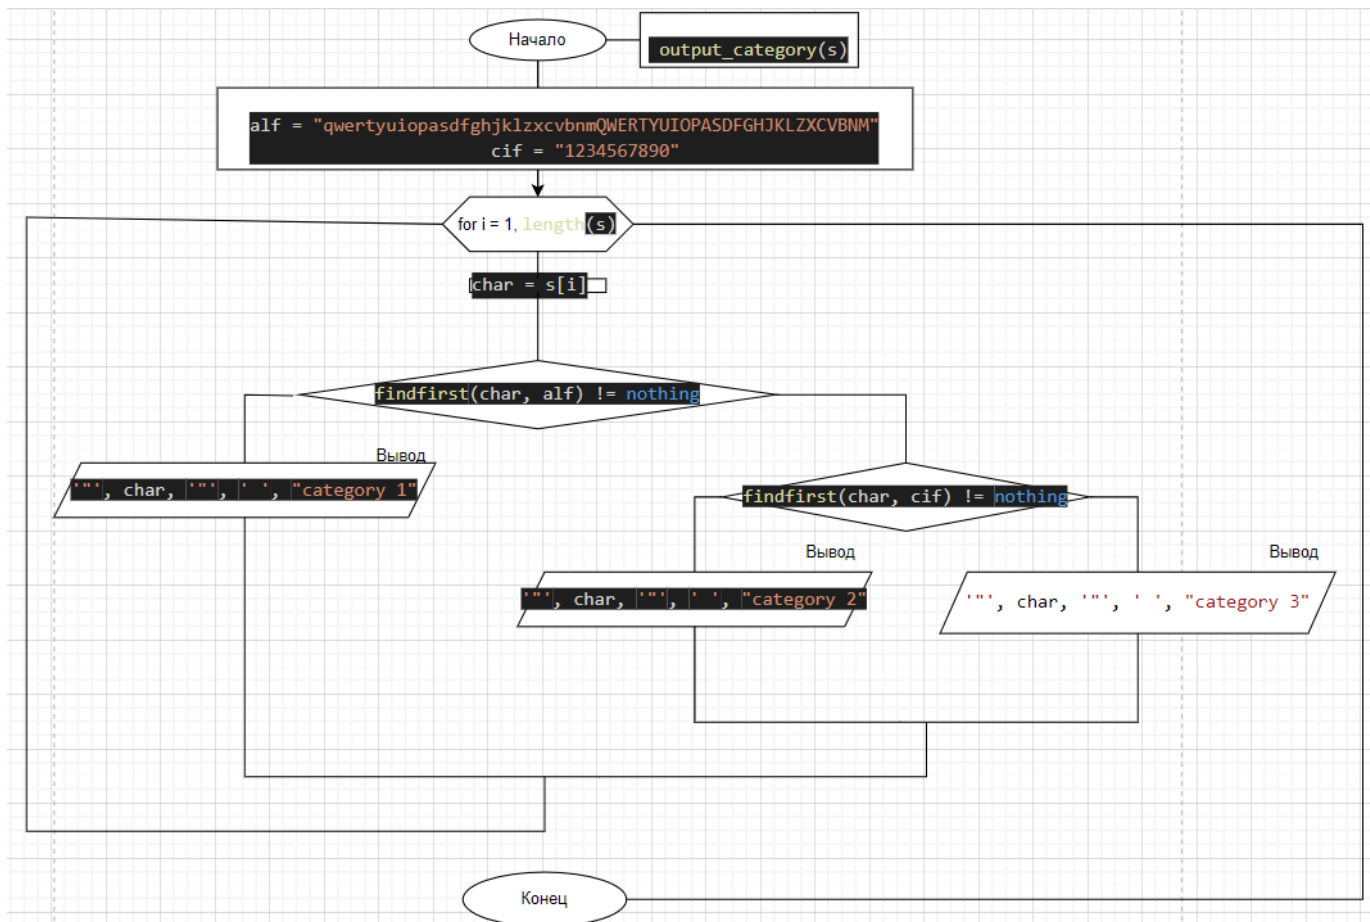 Начало
output_category(s)
alf = "qwertyuiopasdfghjklzxcvbnmQWERTYUIOPASDFGHJKLZXCVBNM"
cif = "1234567890"
for i = 1, length(s)
char = s[i]
findfirst(char, alf) != nothing
Вывод
'"', char, '"', ' ', "category 1"
findfirst(char, cif) != nothing
Вывод
'"', char, '"', ' ', "category 2"
Вывод
'"', char, '"', ' ', "category 3"
Конец